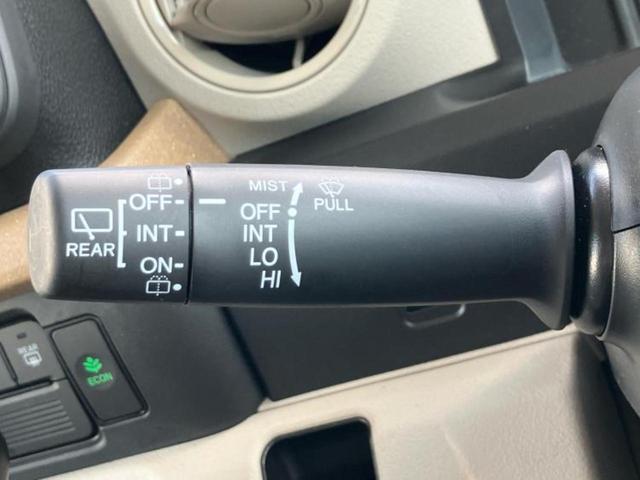 REAR
OFF
INT
ON
MIST
OFF
INT
LO
HI
PULL
REAR
ECON